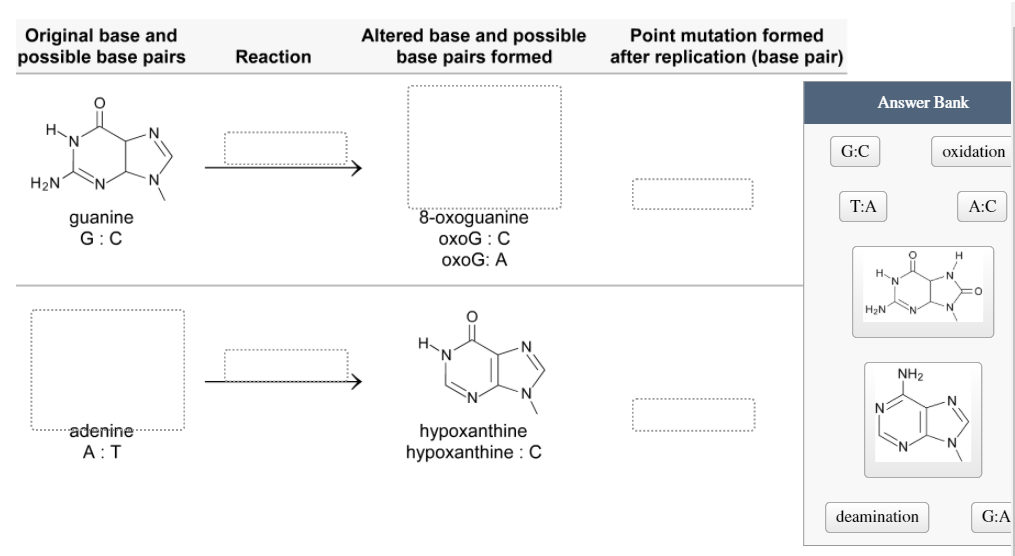 Original base and possible base pairs
Reaction
Altered base and possible base pairs formed
Point mutation formed after replication (base pair)
O
H
N
N
H₂N
N
N
guanine
G : C
8-oxoguanine
oxoG : C
oxoG: A
adenine
A : T
O
H
N
N
N
N
hypoxanthine
hypoxanthine : C
Answer Bank
G:C
oxidation
T:A
A:C
O
H
H
N
N
O
H₂N
N
N
NH₂
N
N
N
N
deamination
G:A